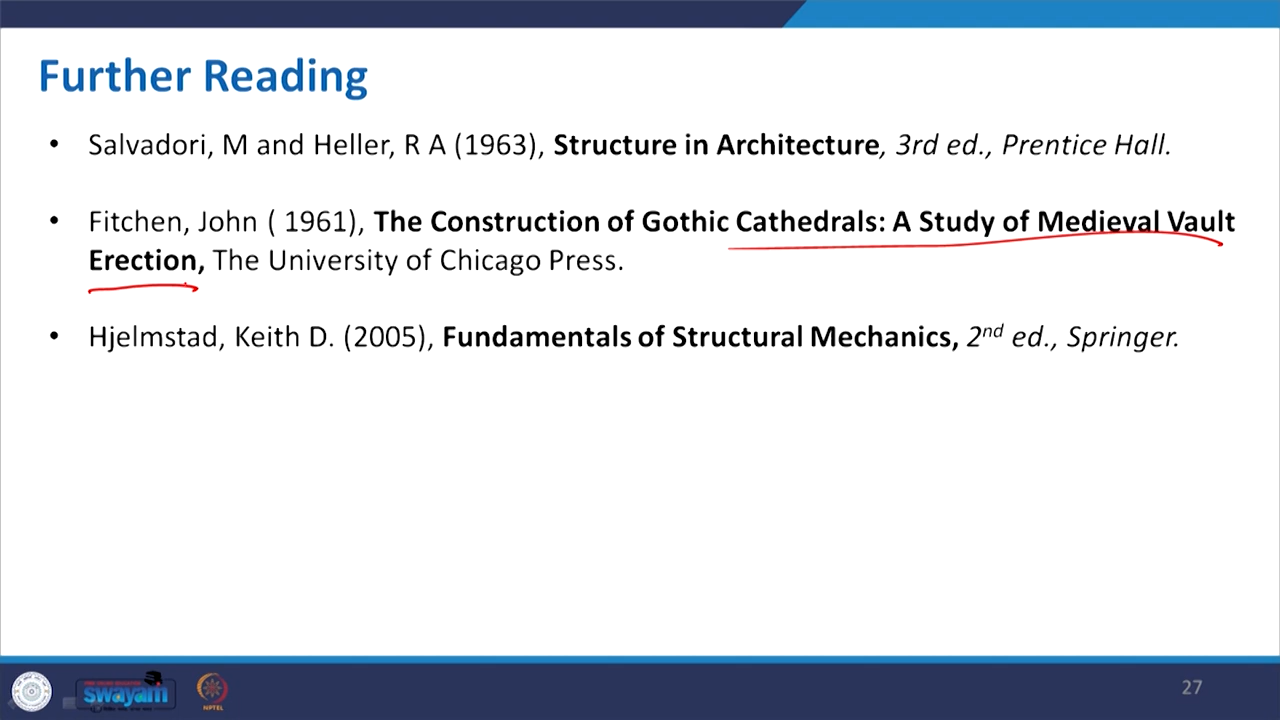 Further Reading
• Salvadori, M and Heller, R A (1963), Structure in Architecture, 3rd ed., Prentice Hall.
• Fitchen, John ( 1961), The Construction of Gothic Cathedrals: A Study of Medieval Vault
Erection, The University of Chicago Press.
• Hjelmstad, Keith D. (2005), Fundamentals of Structural Mechanics, 2nd ed., Springer.
swayam
NPTEL
27